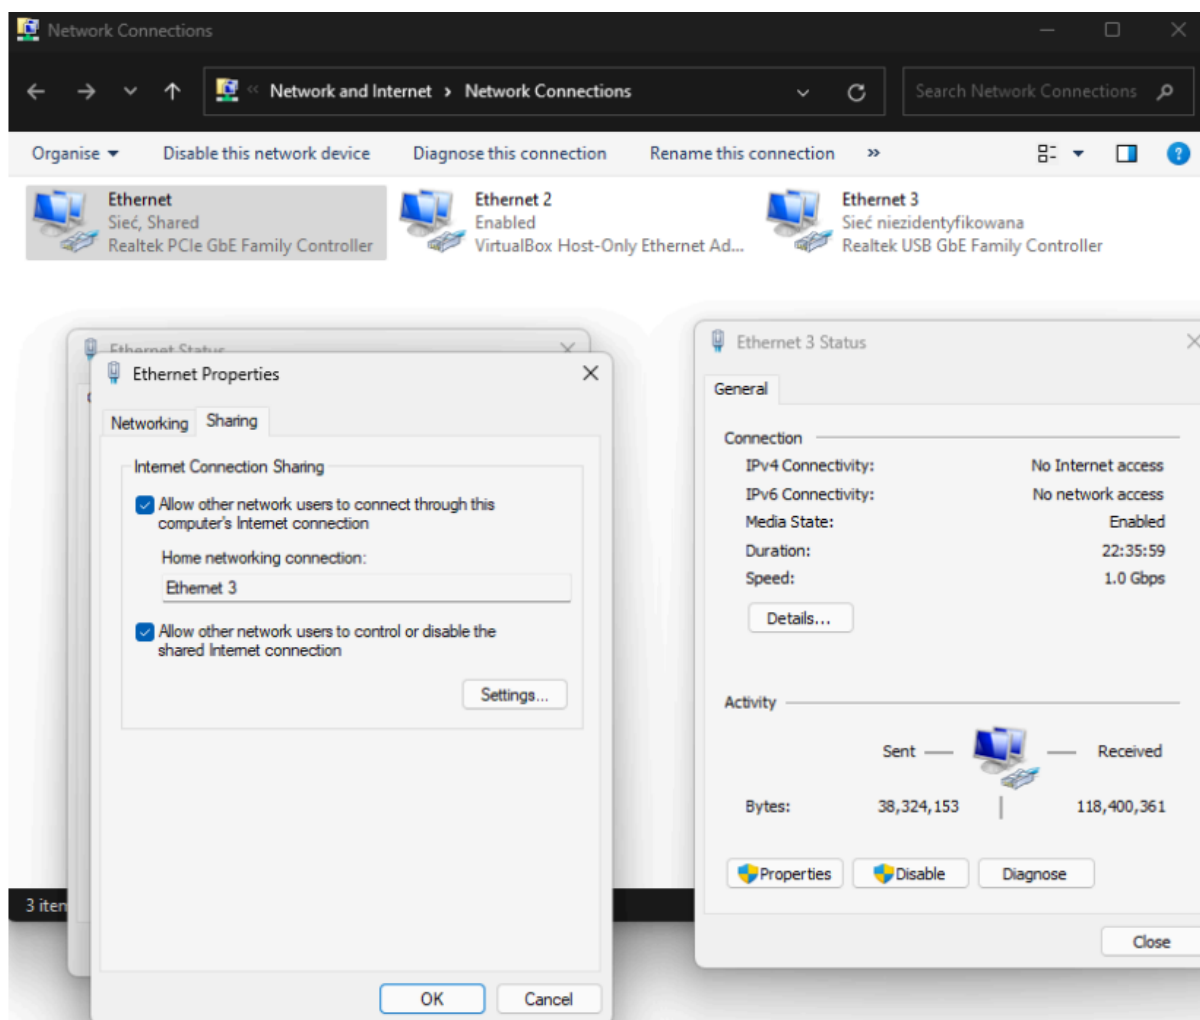 Network Connections
Network and Internet > Network Connections
Search Network Connections
Organise
Disable this network device
Diagnose this connection
Rename this connection
»
Ethernet
Sieć, Shared
Realtek PCIe GbE Family Controller
Ethernet 2
Enabled
VirtualBox Host-Only Ethernet Ad...
Ethernet 3
Sieć niezidentyfikowana
Realtek USB GbE Family Controller
Ethernet Status
Ethernet Properties
Networking
Sharing
Internet Connection Sharing
Allow other network users to connect through this
computer's Internet connection
Home networking connection:
Ethernet 3
Allow other network users to control or disable the
shared Internet connection
Settings...
OK
Cancel
3 item
Ethernet 3 Status
General
Connection
IPv4 Connectivity: No Internet access
IPv6 Connectivity: No network access
Media State: Enabled
Duration: 22:35:59
Speed: 1.0 Gbps
Details...
Activity
Sent — — Received
Bytes: 38,324,153 | 118,400,361
Properties
Disable
Diagnose
Close